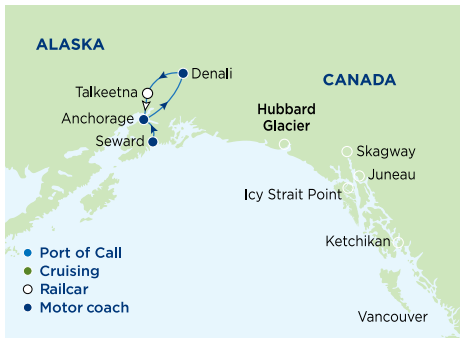 ALASKA
Denali
CANADA
Talkeetna
Hubbard
Glacier
Anchorage
Seward
Skagway
Juneau
Icy Strait Point
Ketchikan
Port of Call
Cruising
Railcar
Motor coach
Vancouver